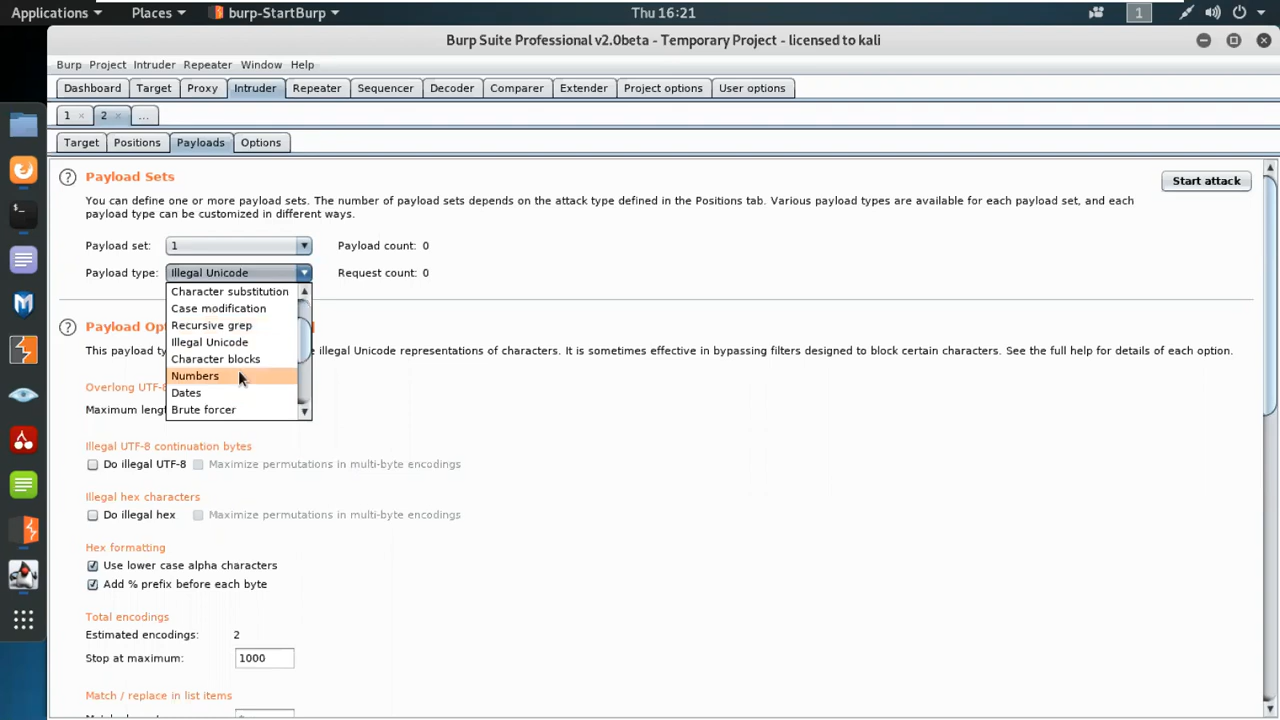 Applications Places burp-StartBurp Thu 16:21 1
Burp Suite Professional v2.0beta - Temporary Project - licensed to kali
Burp Project Intruder Repeater Window Help
Dashboard Target Proxy Intruder Repeater Sequencer Decoder Comparer Extender Project options User options
1 × 2 × ...
Target Positions Payloads Options
? Payload Sets Start attack
You can define one or more payload sets. The number of payload sets depends on the attack type defined in the Positions tab. Various payload types are available for each payload set, and each
payload type can be customized in different ways.
Payload set: 1 Payload count: 0
Payload type: Illegal Unicode Request count: 0
Character substitution
Case modification
Recursive grep
Illegal Unicode
Character blocks
Numbers
Dates
Brute forcer
? Payload
This payload illegal Unicode representations of characters. It is sometimes effective in bypassing filters designed to block certain characters. See the full help for details of each option.
Overlong
Maximum
Illegal UTF-8 continuation bytes
Do illegal UTF-8 Maximize permutations in multi-byte encodings
Illegal hex characters
Do illegal hex Maximize permutations in multi-byte encodings
Hex formatting
Use lower case alpha characters
Add % prefix before each byte
Total encodings
Estimated encodings: 2
Stop at maximum: 1000
Match / replace in list items